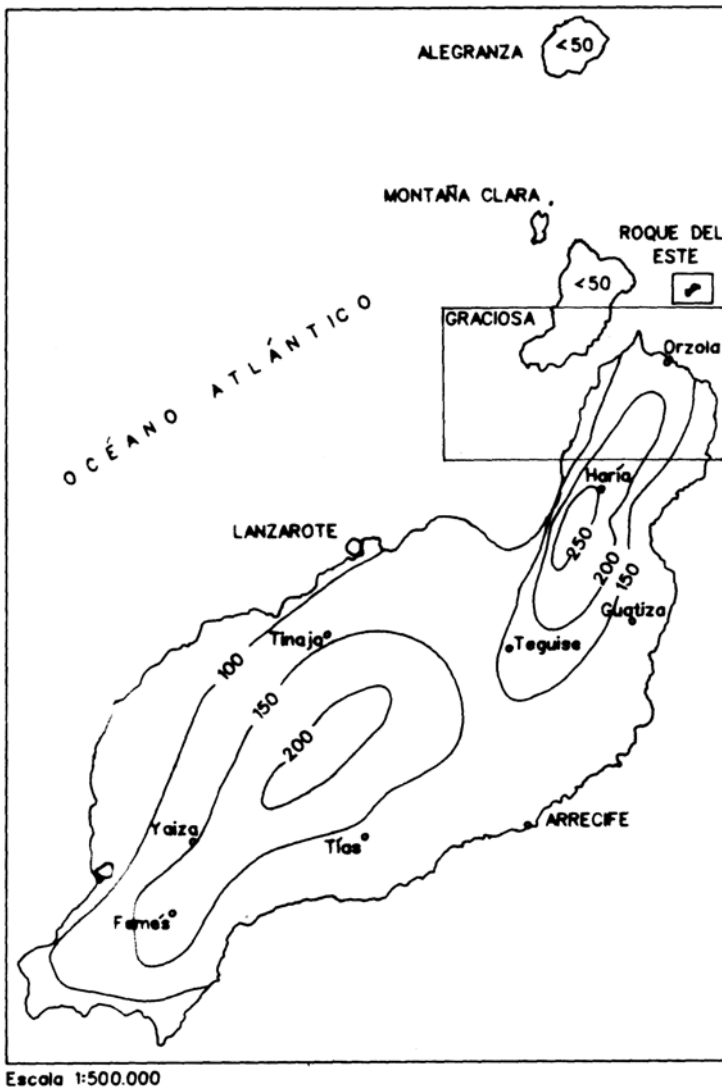 ALEGRANZA
<50
MONTAÑA CLARA
ROQUE DEL
ESTE
<50
GRACIOSA
Orzola
OCÉANO ATLÁNTICO
Haría
LANZAROTE
250
200
150
Guatiza
Tinajo
Teguise
100
150
200
Yaiza
Tías
ARRECIFE
Femés
Escala 1:500.000